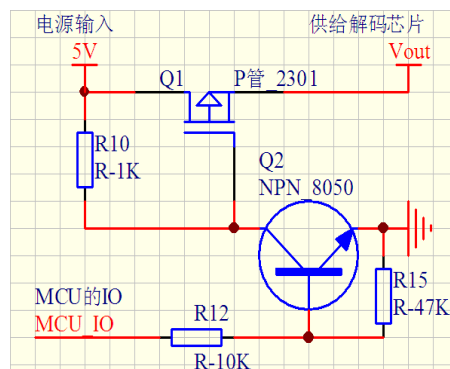 电源输入
供给解码芯片
5V
Vout
Q1
P管_2301
R10
R-1K
Q2
NPN_8050
MCU的IO
MCU_IO
R12
R-10K
R15
R-47K